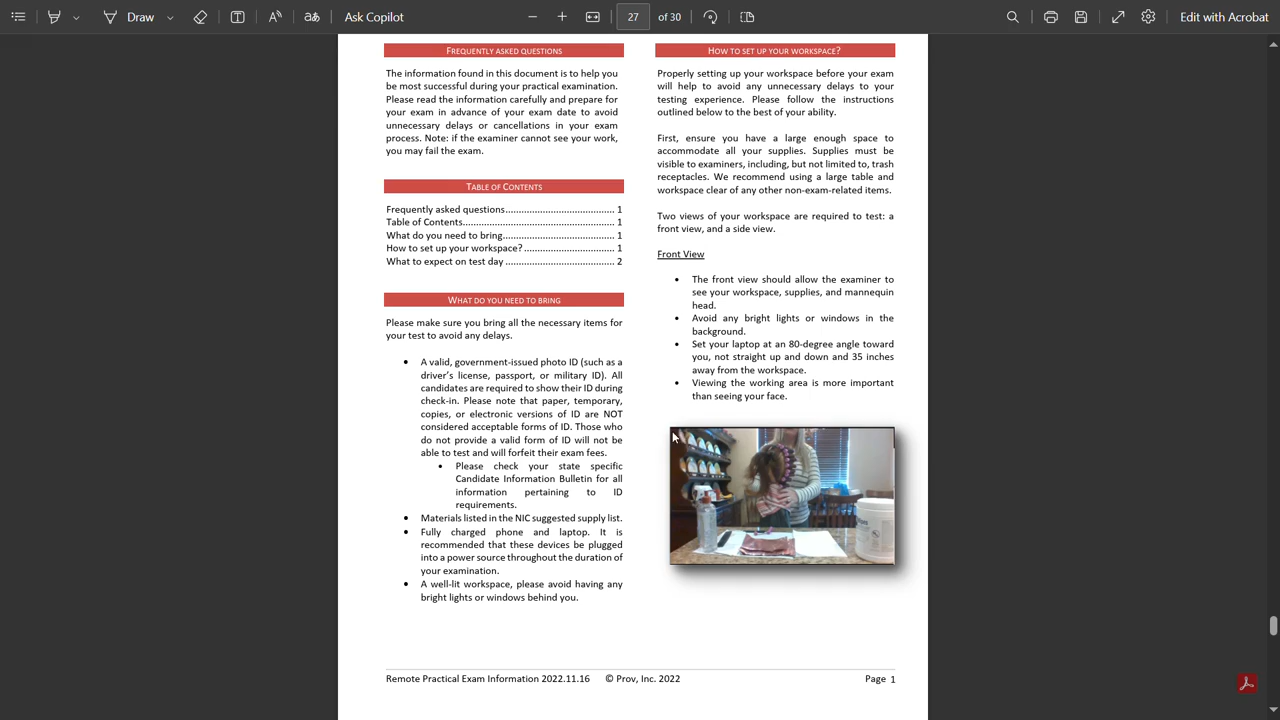 Draw
27
of 30
Edit with Acrobat
FREQUENTLY ASKED QUESTIONS
The information found in this document is to help you
be most successful during your practical examination.
Please read the information carefully and prepare for
your exam in advance of your exam date to avoid
unnecessary delays or cancellations in your exam
process. Note: if the examiner cannot see your work,
you may fail the exam.
TABLE OF CONTENTS
Frequently asked questions........................................ 1
Table of Contents....................................................... 1
What do you need to bring......................................... 1
How to set up your workspace? ................................. 1
What to expect on test day ........................................ 2
WHAT DO YOU NEED TO BRING
Please make sure you bring all the necessary items for
your test to avoid any delays.
• A valid, government-issued photo ID (such as a
driver's license, passport, or military ID). All
candidates are required to show their ID during
check-in. Please note that paper, temporary,
copies, or electronic versions of ID are NOT
considered acceptable forms of ID. Those who
do not provide a valid form of ID will not be
able to test and will forfeit their exam fees.
• Please check your state specific
Candidate Information Bulletin for all
information pertaining to ID
requirements.
• Materials listed in the NIC suggested supply list.
• Fully charged phone and laptop. It is
recommended that these devices be plugged
into a power source throughout the duration of
your examination.
• A well-lit workspace, please avoid having any
bright lights or windows behind you.
HOW TO SET UP YOUR WORKSPACE?
Properly setting up your workspace before your exam
will help to avoid any unnecessary delays to your
testing experience. Please follow the instructions
outlined below to the best of your ability.
First, ensure you have a large enough space to
accommodate all your supplies. Supplies must be
visible to examiners, including, but not limited to, trash
receptacles. We recommend using a large table and
workspace clear of any other non-exam-related items.
Two views of your workspace are required to test: a
front view, and a side view.
Front View
• The front view should allow the examiner to
see your workspace, supplies, and mannequin
head.
• Avoid any bright lights or windows in the
background.
• Set your laptop at an 80-degree angle toward
you, not straight up and down and 35 inches
away from the workspace.
• Viewing the working area is more important
than seeing your face.
Remote Practical Exam Information 2022.11.16 © Prov, Inc. 2022
Page 1